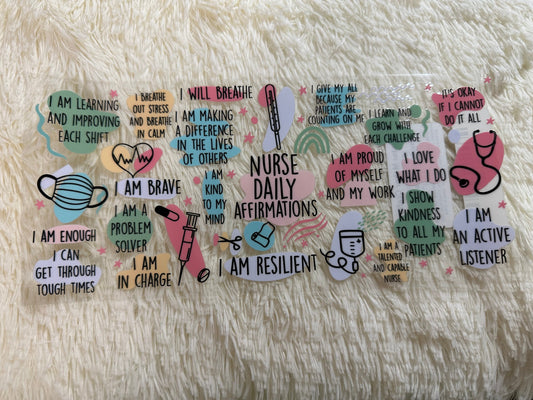 I AM LEARNING
AND IMPROVING
EACH SHIFT
I BREATHE
OUT STRESS
AND BREATHE
IN CALM
I WILL BREATHE
I AM MAKING
A DIFFERENCE
IN THE LIVES
OF OTHERS
I GIVE MY ALL
BECAUSE MY
PATIENTS ARE
COUNTING ON ME
I LEARN AND
GROW WITH
EACH CHALLENGE
IT'S OKAY
IF I CANNOT
DO IT ALL
I AM BRAVE
I AM
KIND
TO MY
MIND
NURSE
DAILY
AFFIRMATIONS
I AM PROUD
OF MYSELF
AND MY WORK
I LOVE
WHAT I DO
I SHOW
KINDNESS
TO ALL MY
PATIENTS
I AM ENOUGH
I CAN
GET THROUGH
TOUGH TIMES
I AM A
PROBLEM
SOLVER
I AM
IN CHARGE
I AM RESILIENT
I AM A
TALENTED
AND CAPABLE
NURSE
I AM
AN ACTIVE
LISTENER